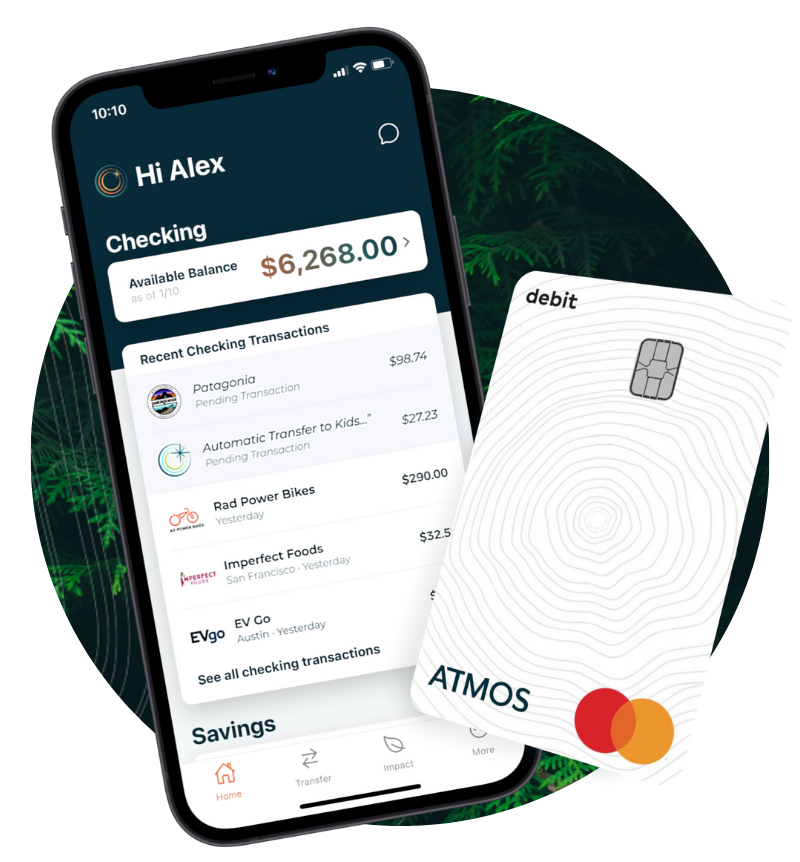 10:10
Hi Alex
Checking
Available Balance
as of 1/10
$6,268.00
Recent Checking Transactions
Patagonia
Pending Transaction
$98.74
Automatic Transfer to Kids..."
Pending Transaction
$27.23
RAD POWER BIKES
Rad Power Bikes
Yesterday
$290.00
IMPERFECT
FOODS
Imperfect Foods
San Francisco · Yesterday
$32.5
EVgo
EV Go
Austin · Yesterday
$
See all checking transactions
Savings
Home
Transfer
Impact
More
debit
ATMOS